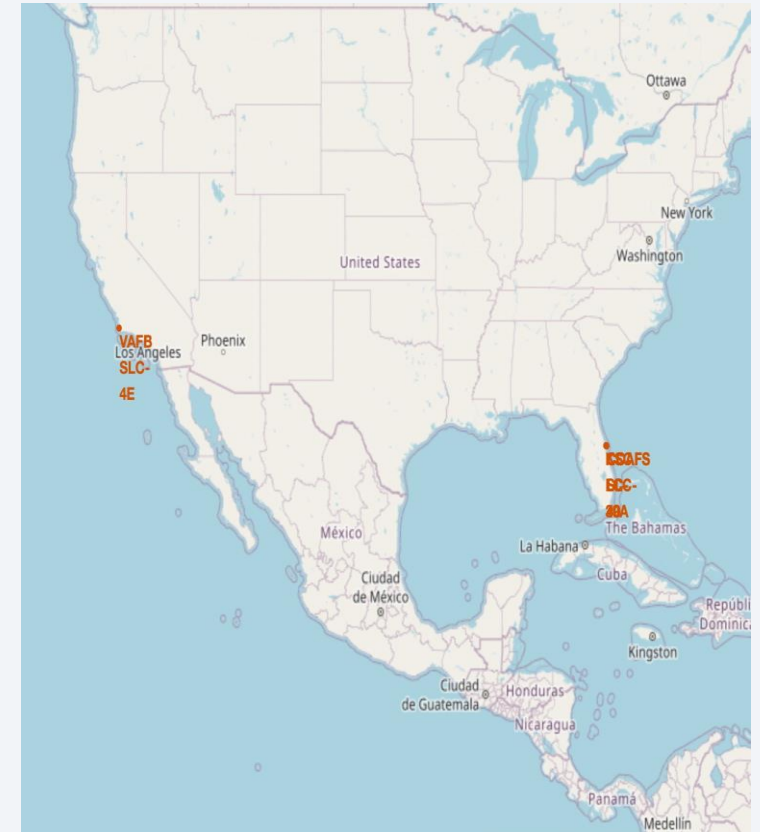 Ottawa
New York
Washington
United States
Phoenix
VAFB
Los Angeles
SLC-
4E
The Bahamas
México
La Habana
Cuba
Ciudad
de México
Repúbli
Dominica
Kingston
Ciudad
de Guatemala
Honduras
Nicaragua
Panamá
Medellín